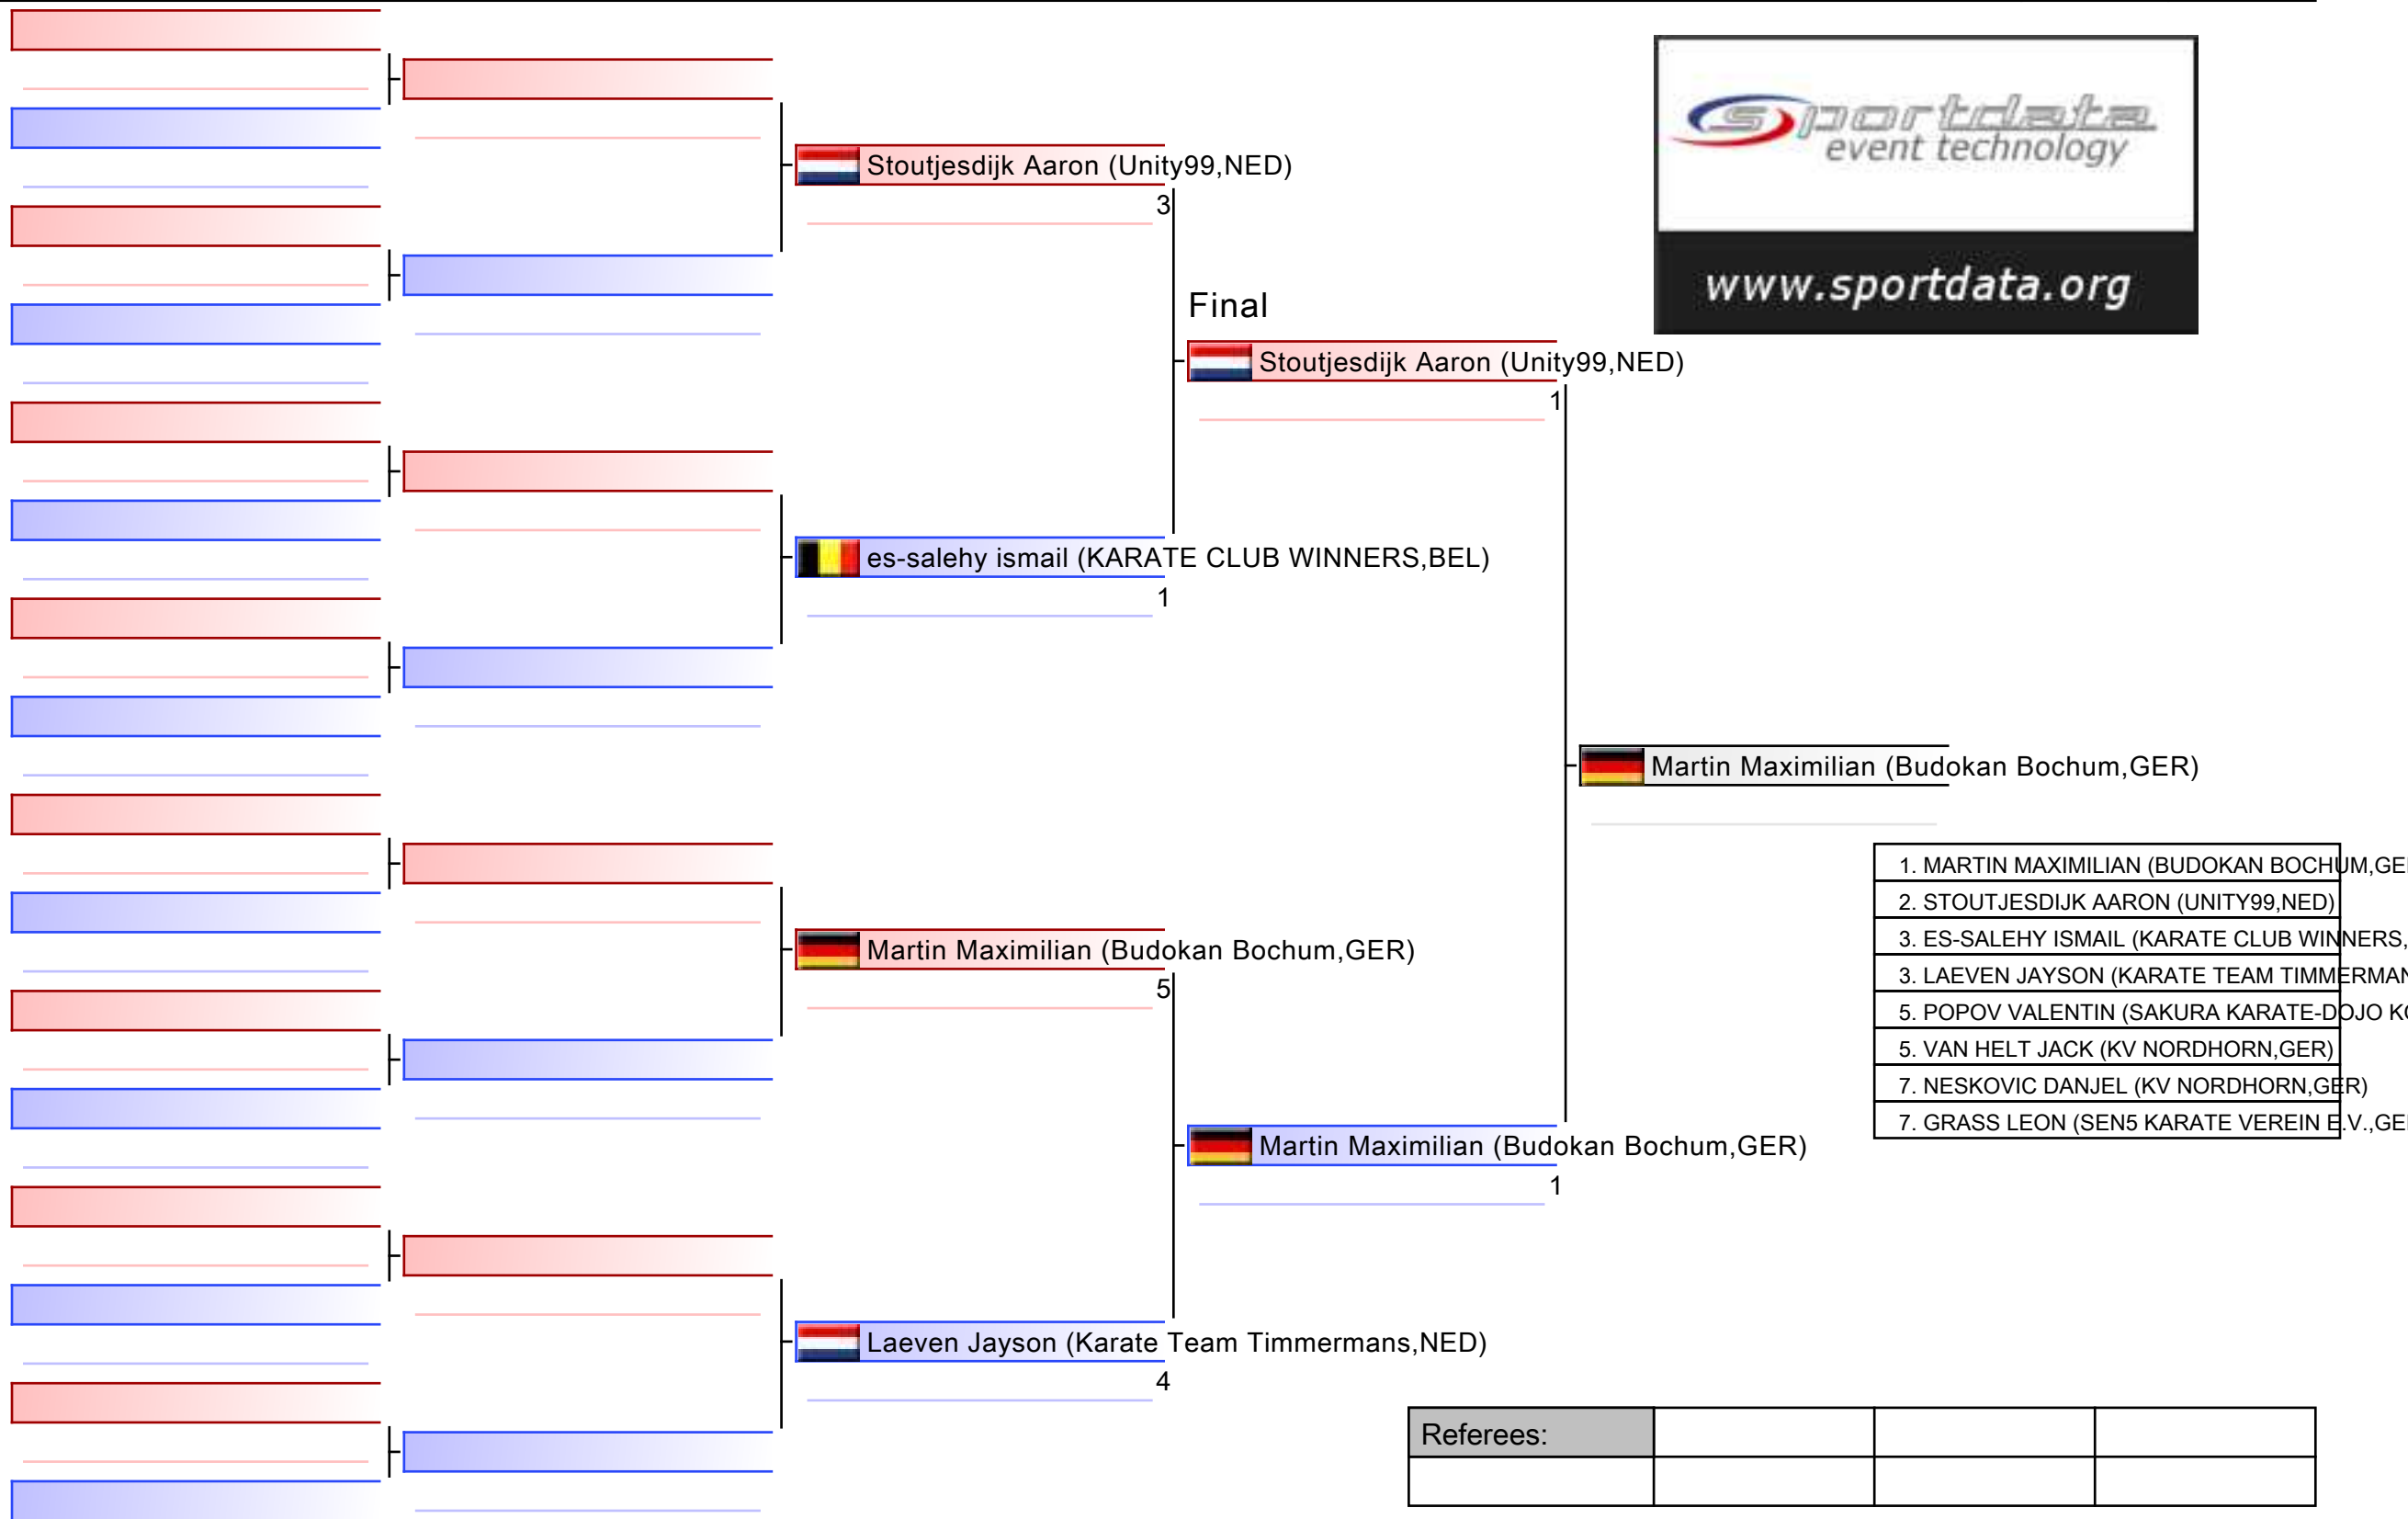 sportdata
event technology
www.sportdata.org
Stoutjesdijk Aaron (Unity99,NED)
3
Final
Stoutjesdijk Aaron (Unity99,NED)
1
es-salehy ismail (KARATE CLUB WINNERS,BEL)
1
Martin Maximilian (Budokan Bochum,GER)
1. MARTIN MAXIMILIAN (BUDOKAN BOCHUM,GE
2. STOUTJESDIJK AARON (UNITY99,NED)
3. ES-SALEHY ISMAIL (KARATE CLUB WINNERS,
3. LAEVEN JAYSON (KARATE TEAM TIMMERMAN
5. POPOV VALENTIN (SAKURA KARATE-DOJO KO
5. VAN HELT JACK (KV NORDHORN,GER)
7. NESKOVIC DANJEL (KV NORDHORN,GER)
7. GRASS LEON (SEN5 KARATE VEREIN E.V.,GE
Martin Maximilian (Budokan Bochum,GER)
5
Martin Maximilian (Budokan Bochum,GER)
1
Laeven Jayson (Karate Team Timmermans,NED)
4
Referees: